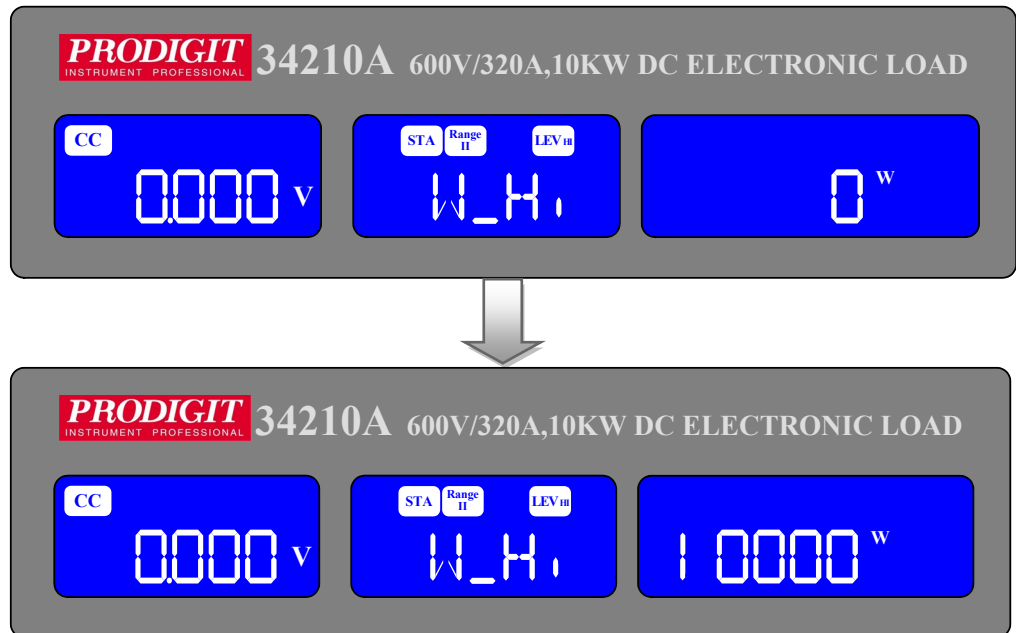 PRODIGIT
INSTRUMENT PROFESSIONAL
34210A 600V/320A,10KW DC ELECTRONIC LOAD
CC
0.000 V
STA Range II LEV HI
W_Hi
0 W
PRODIGIT
INSTRUMENT PROFESSIONAL
34210A 600V/320A,10KW DC ELECTRONIC LOAD
CC
0.000 V
STA Range II LEV HI
W_Hi
10000 W